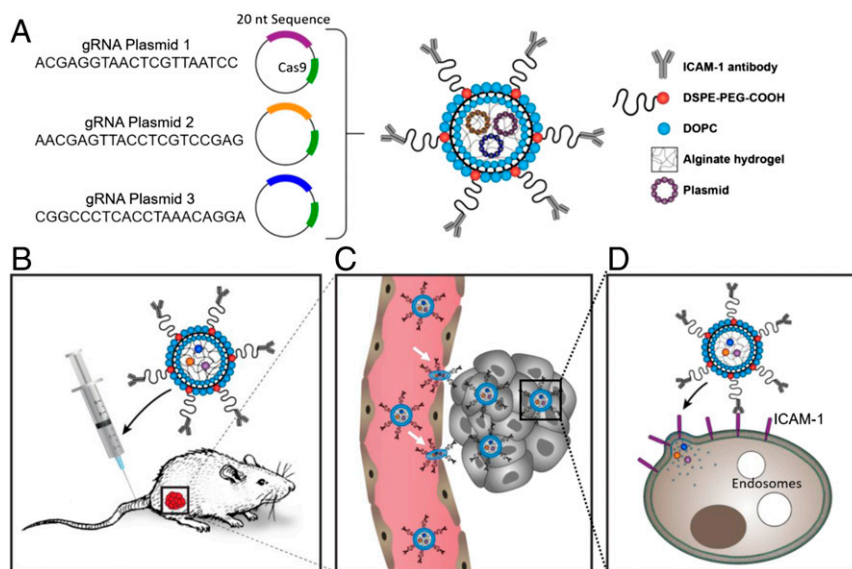 A
20 nt Sequence
gRNA Plasmid 1
ACGAGGTAACTCGTTAATCC
Cas9
gRNA Plasmid 2
AACGAGTTACCTCGTCCGAG
gRNA Plasmid 3
CGGCCCTCACCTAAACAGGA
ICAM-1 antibody
DSPE-PEG-COOH
DOPC
Alginate hydrogel
Plasmid
B
C
D
ICAM-1
Endosomes